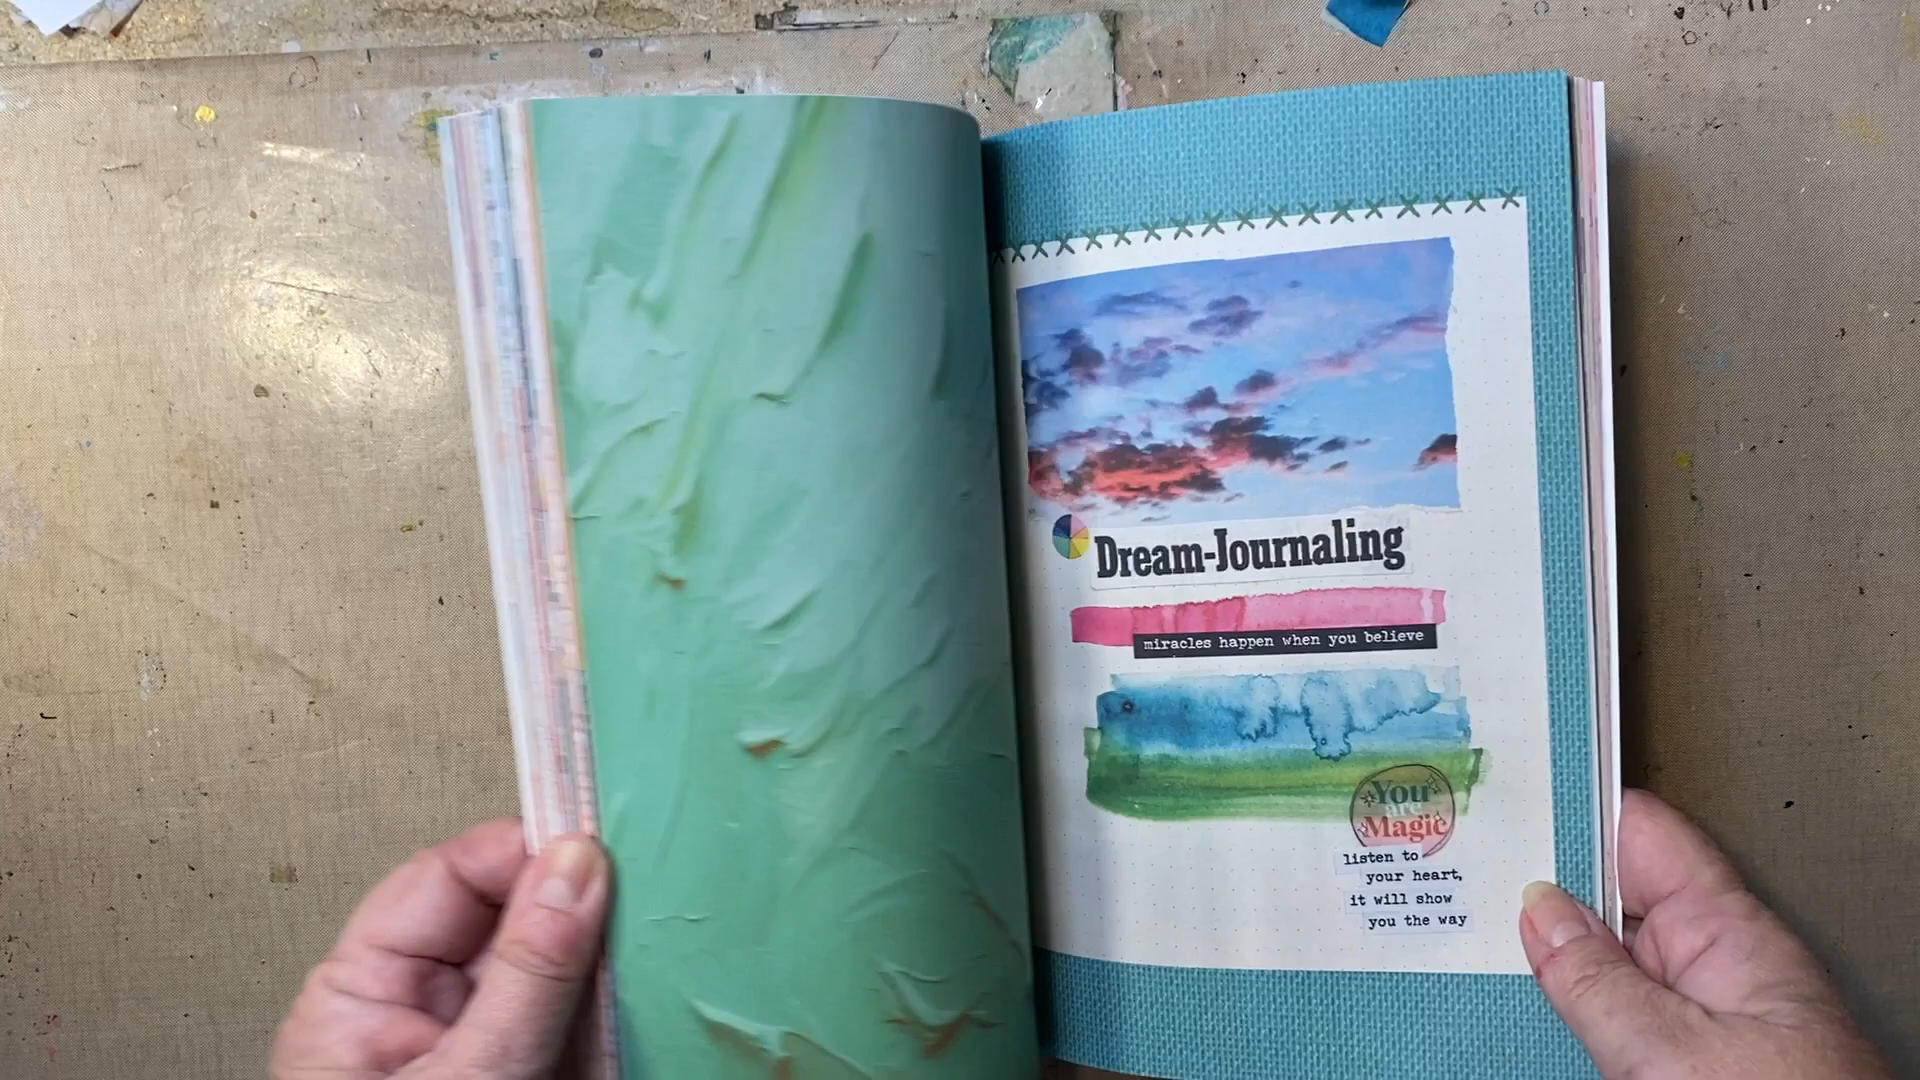 Dream-Journaling
miracles happen when you believe
You
are
Magic
listen to
your heart,
it will show
you the way